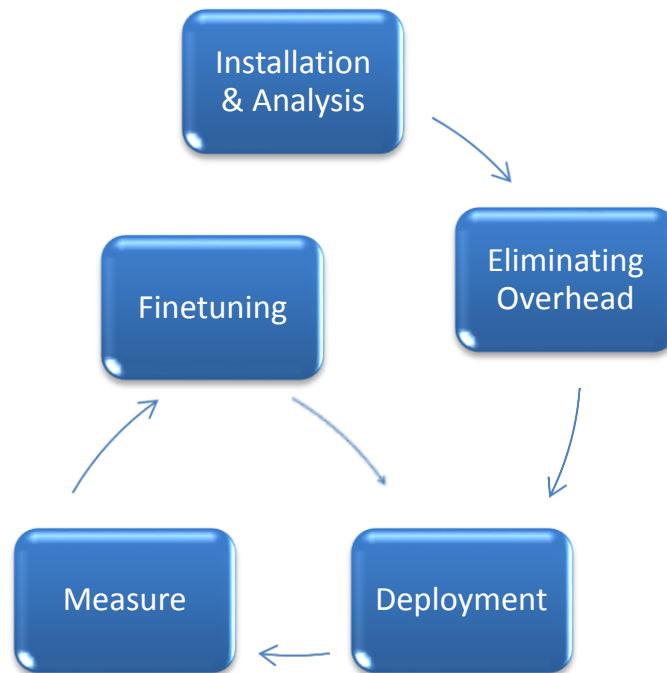 Installation
& Analysis
Eliminating
Overhead
Finetuning
Measure
Deployment